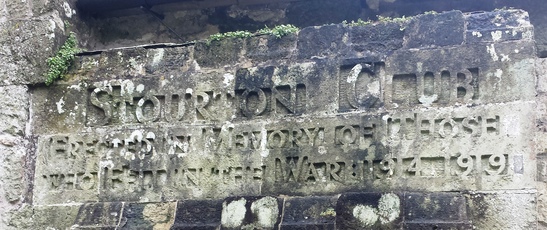 STOURTON CLUB
ERECTED IN MEMORY OF THOSE
WHO FELL IN THE WAR: 1914-1919